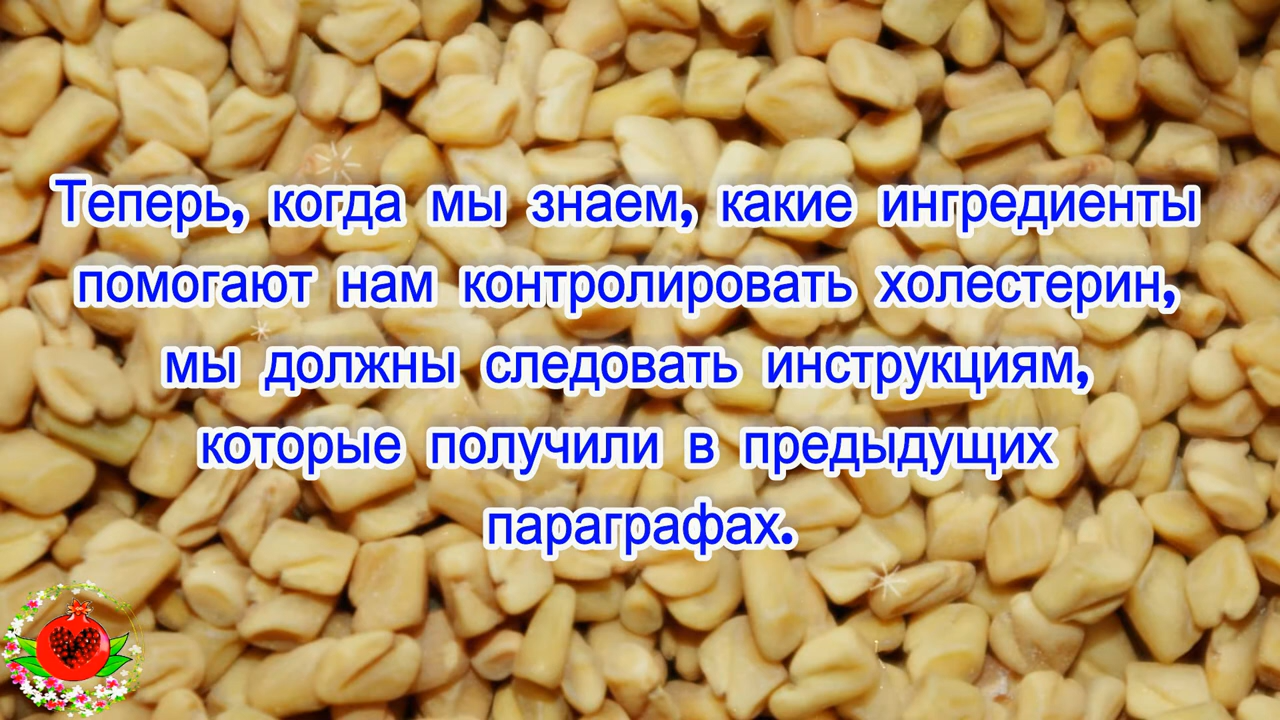 Теперь, когда мы знаем, какие ингредиенты
помогают нам контролировать холестерин,
мы должны следовать инструкциям,
которые получили в предыдущих
параграфах.